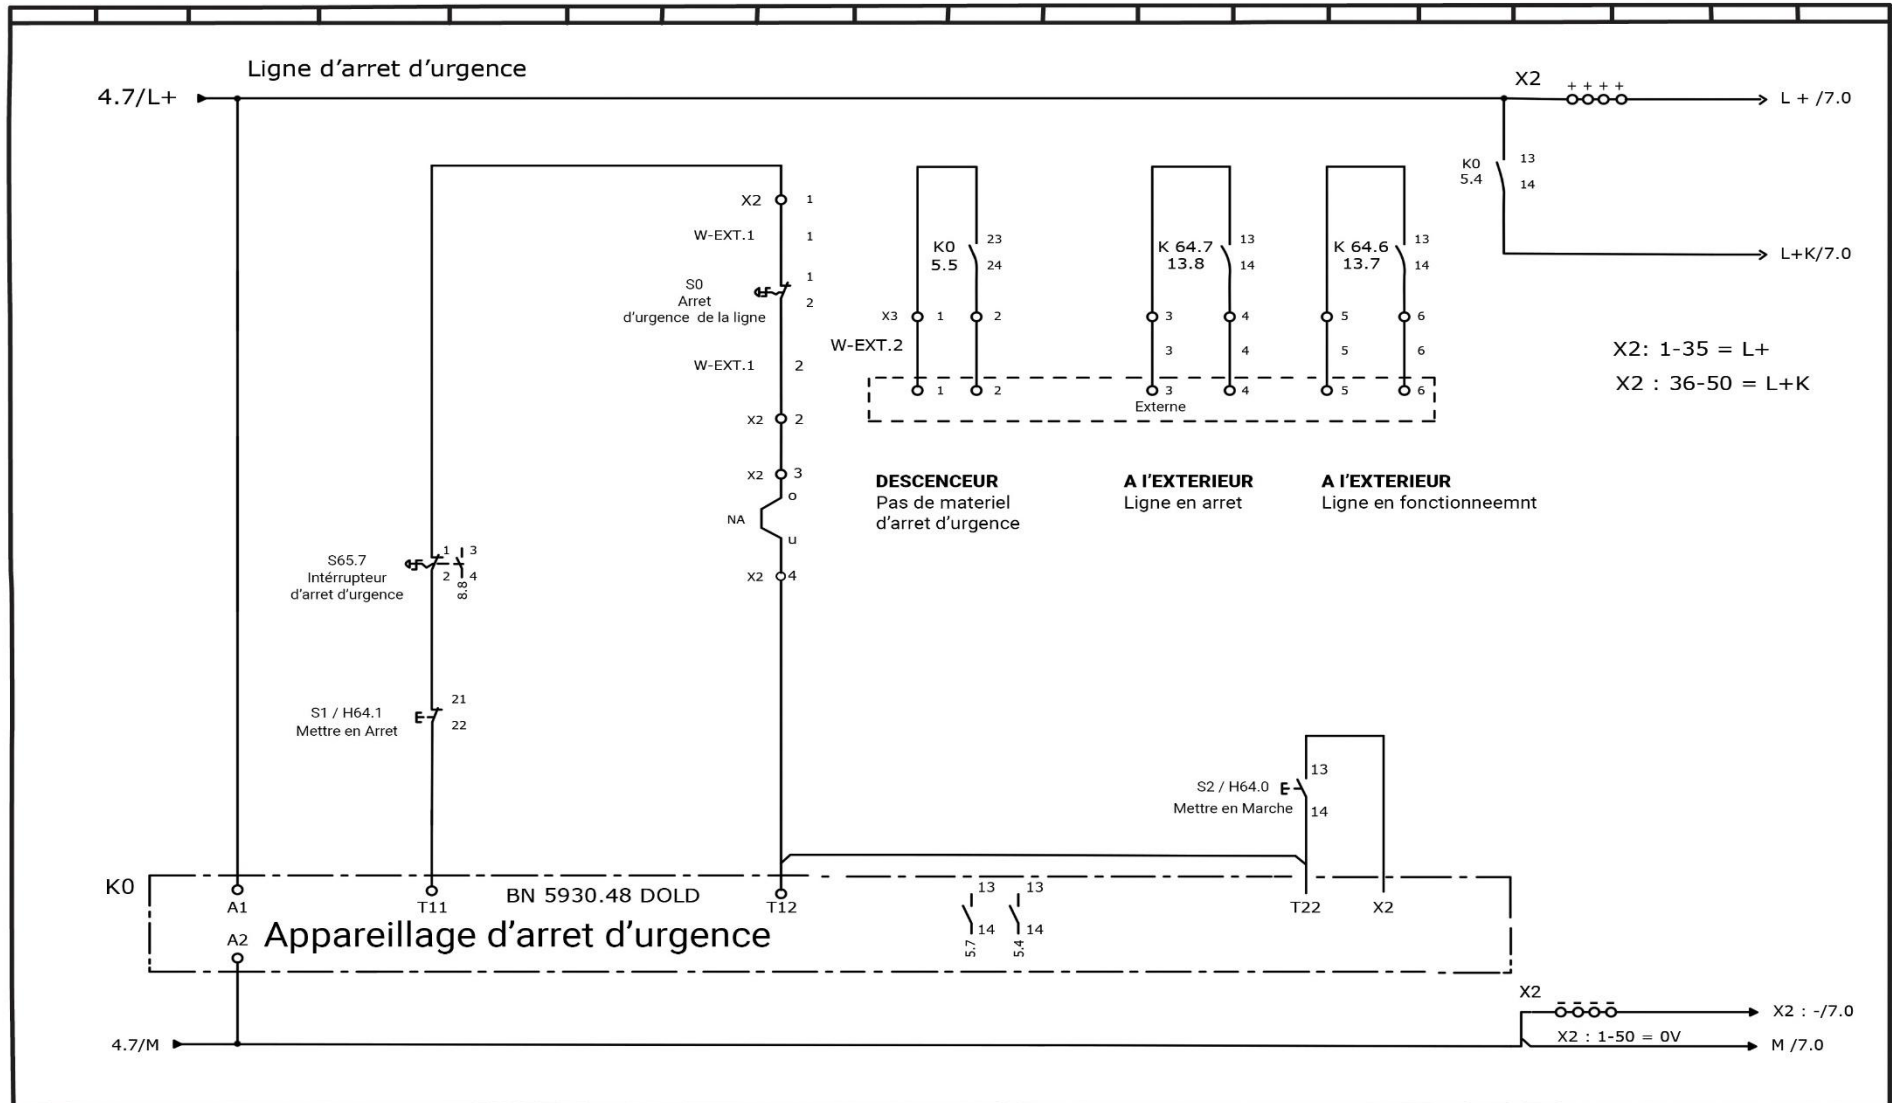 Ligne d'arret d'urgence
4.7/L+
X2
+ + + +
L + /7.0
K0
5.4
13
14
L+K/7.0
X2 1
W-EXT.1 1
S0
Arret
d'urgence de la ligne
1
2
W-EXT.1 2
X2 2
X2 3
o
NA
u
X2 4
K0
5.5
23
24
K 64.7
13.8
13
14
K 64.6
13.7
13
14
X3 1 2 3 4 5 6
W-EXT.2 3 4 5 6
1 2 3 4 5 6
Externe
X2: 1-35 = L+
X2 : 36-50 = L+K
DESCENCEUR
Pas de materiel
d'arret d'urgence
A l'EXTERIEUR
Ligne en arret
A l'EXTERIEUR
Ligne en fonctionneemnt
S65.7
Intérrupteur
d'arret d'urgence
1 3
2 4
8.8
S1 / H64.1
Mettre en Arret
21
22
S2 / H64.0
Mettre en Marche
13
14
K0
A1
T11
BN 5930.48 DOLD
T12
13 13
14 14
5.7 5.4
T22
X2
A2
Appareillage d'arret d'urgence
4.7/M
X2
- - - -
X2 : -/7.0
X2 : 1-50 = 0V
M /7.0